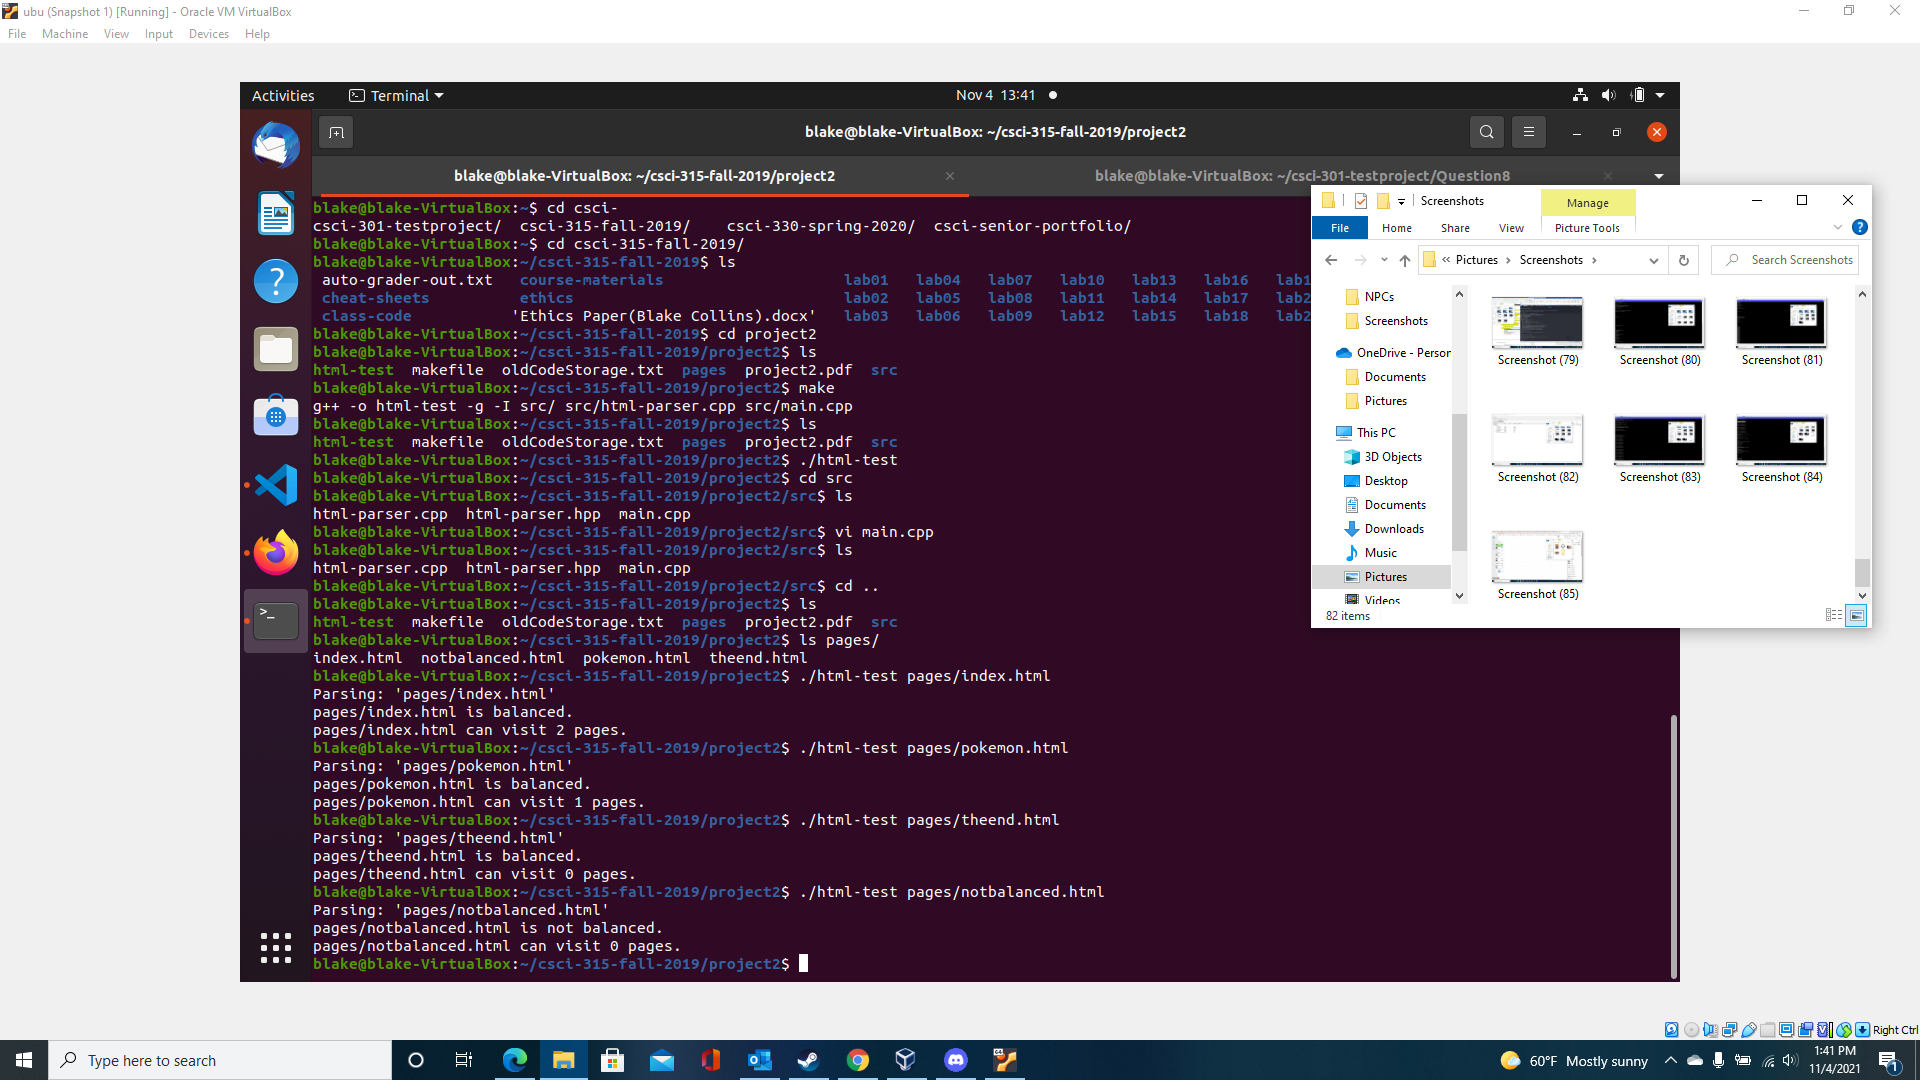 ubu (Snapshot 1) [Running] - Oracle VM VirtualBox
File Machine View Input Devices Help
Activities Terminal Nov 4 13:41
blake@blake-VirtualBox: ~/csci-315-fall-2019/project2
blake@blake-VirtualBox: ~/csci-315-fall-2019/project2 blake@blake-VirtualBox: ~/csci-301-testproject/Question8
blake@blake-VirtualBox:~$ cd csci-
csci-301-testproject/ csci-315-fall-2019/ csci-330-spring-2020/ csci-senior-portfolio/
blake@blake-VirtualBox:~$ cd csci-315-fall-2019/
blake@blake-VirtualBox:~/csci-315-fall-2019$ ls
auto-grader-out.txt course-materials lab01 lab04 lab07 lab10 lab13 lab16 lab1
cheat-sheets ethics lab02 lab05 lab08 lab11 lab14 lab17 lab2
class-code 'Ethics Paper(Blake Collins).docx' lab03 lab06 lab09 lab12 lab15 lab18 lab2
blake@blake-VirtualBox:~/csci-315-fall-2019$ cd project2
blake@blake-VirtualBox:~/csci-315-fall-2019/project2$ ls
html-test makefile oldCodeStorage.txt pages project2.pdf src
blake@blake-VirtualBox:~/csci-315-fall-2019/project2$ make
g++ -o html-test -g -I src/ src/html-parser.cpp src/main.cpp
blake@blake-VirtualBox:~/csci-315-fall-2019/project2$ ls
html-test makefile oldCodeStorage.txt pages project2.pdf src
blake@blake-VirtualBox:~/csci-315-fall-2019/project2$ ./html-test
blake@blake-VirtualBox:~/csci-315-fall-2019/project2$ cd src
blake@blake-VirtualBox:~/csci-315-fall-2019/project2/src$ ls
html-parser.cpp html-parser.hpp main.cpp
blake@blake-VirtualBox:~/csci-315-fall-2019/project2/src$ vi main.cpp
blake@blake-VirtualBox:~/csci-315-fall-2019/project2/src$ ls
html-parser.cpp html-parser.hpp main.cpp
blake@blake-VirtualBox:~/csci-315-fall-2019/project2/src$ cd ..
blake@blake-VirtualBox:~/csci-315-fall-2019/project2$ ls
html-test makefile oldCodeStorage.txt pages project2.pdf src
blake@blake-VirtualBox:~/csci-315-fall-2019/project2$ ls pages/
index.html notbalanced.html pokemon.html theend.html
blake@blake-VirtualBox:~/csci-315-fall-2019/project2$ ./html-test pages/index.html
Parsing: 'pages/index.html'
pages/index.html is balanced.
pages/index.html can visit 2 pages.
blake@blake-VirtualBox:~/csci-315-fall-2019/project2$ ./html-test pages/pokemon.html
Parsing: 'pages/pokemon.html'
pages/pokemon.html is balanced.
pages/pokemon.html can visit 1 pages.
blake@blake-VirtualBox:~/csci-315-fall-2019/project2$ ./html-test pages/theend.html
Parsing: 'pages/theend.html'
pages/theend.html is balanced.
pages/theend.html can visit 0 pages.
blake@blake-VirtualBox:~/csci-315-fall-2019/project2$ ./html-test pages/notbalanced.html
Parsing: 'pages/notbalanced.html'
pages/notbalanced.html is not balanced.
pages/notbalanced.html can visit 0 pages.
blake@blake-VirtualBox:~/csci-315-fall-2019/project2$
Screenshots Manage
File Home Share View Picture Tools
« Pictures › Screenshots › Search Screenshots
NPCs
Screenshots
OneDrive - Person
Documents
Pictures
This PC
3D Objects
Desktop
Documents
Downloads
Music
Pictures
Videos
Screenshot (79) Screenshot (80) Screenshot (81)
Screenshot (82) Screenshot (83) Screenshot (84)
Screenshot (85)
82 items
Right Ctrl
Type here to search
60°F Mostly sunny
1:41 PM
11/4/2021
1